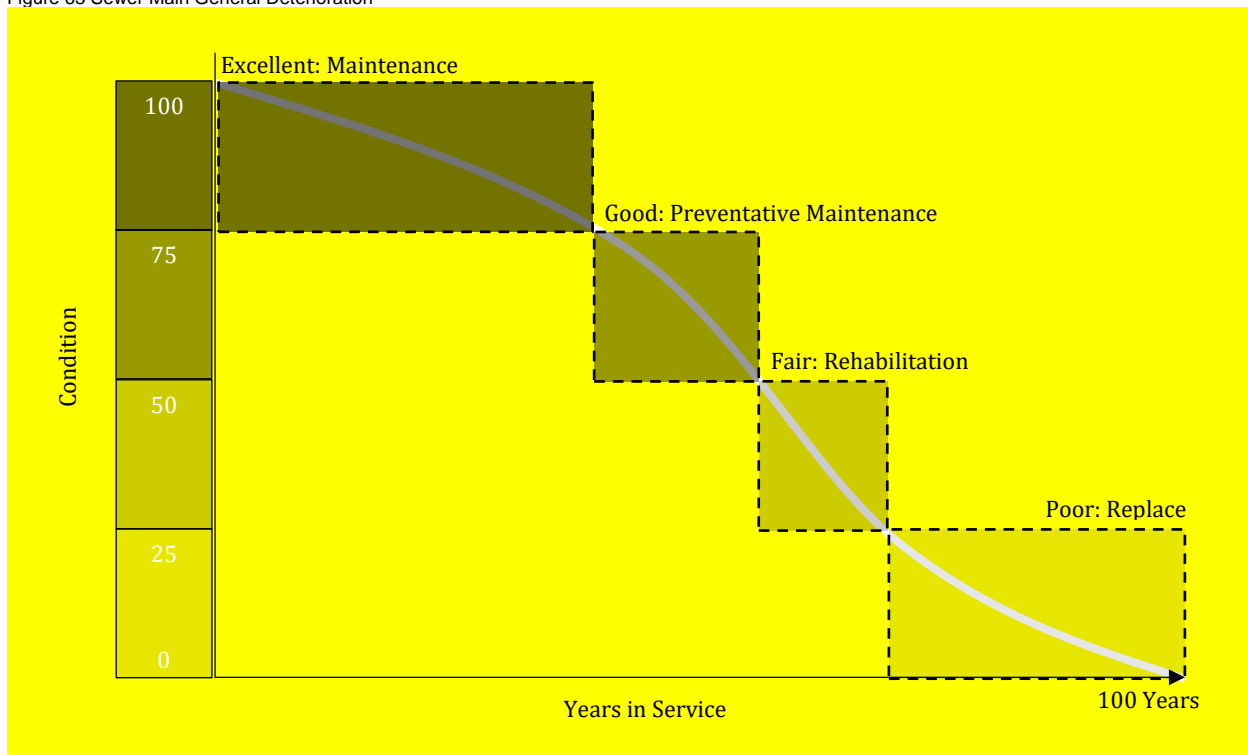 Figure 63 Sewer Main General Deterioration
Excellent: Maintenance
100
Good: Preventative Maintenance
75
Condition
Fair: Rehabilitation
50
Poor: Replace
25
0
100 Years
Years in Service